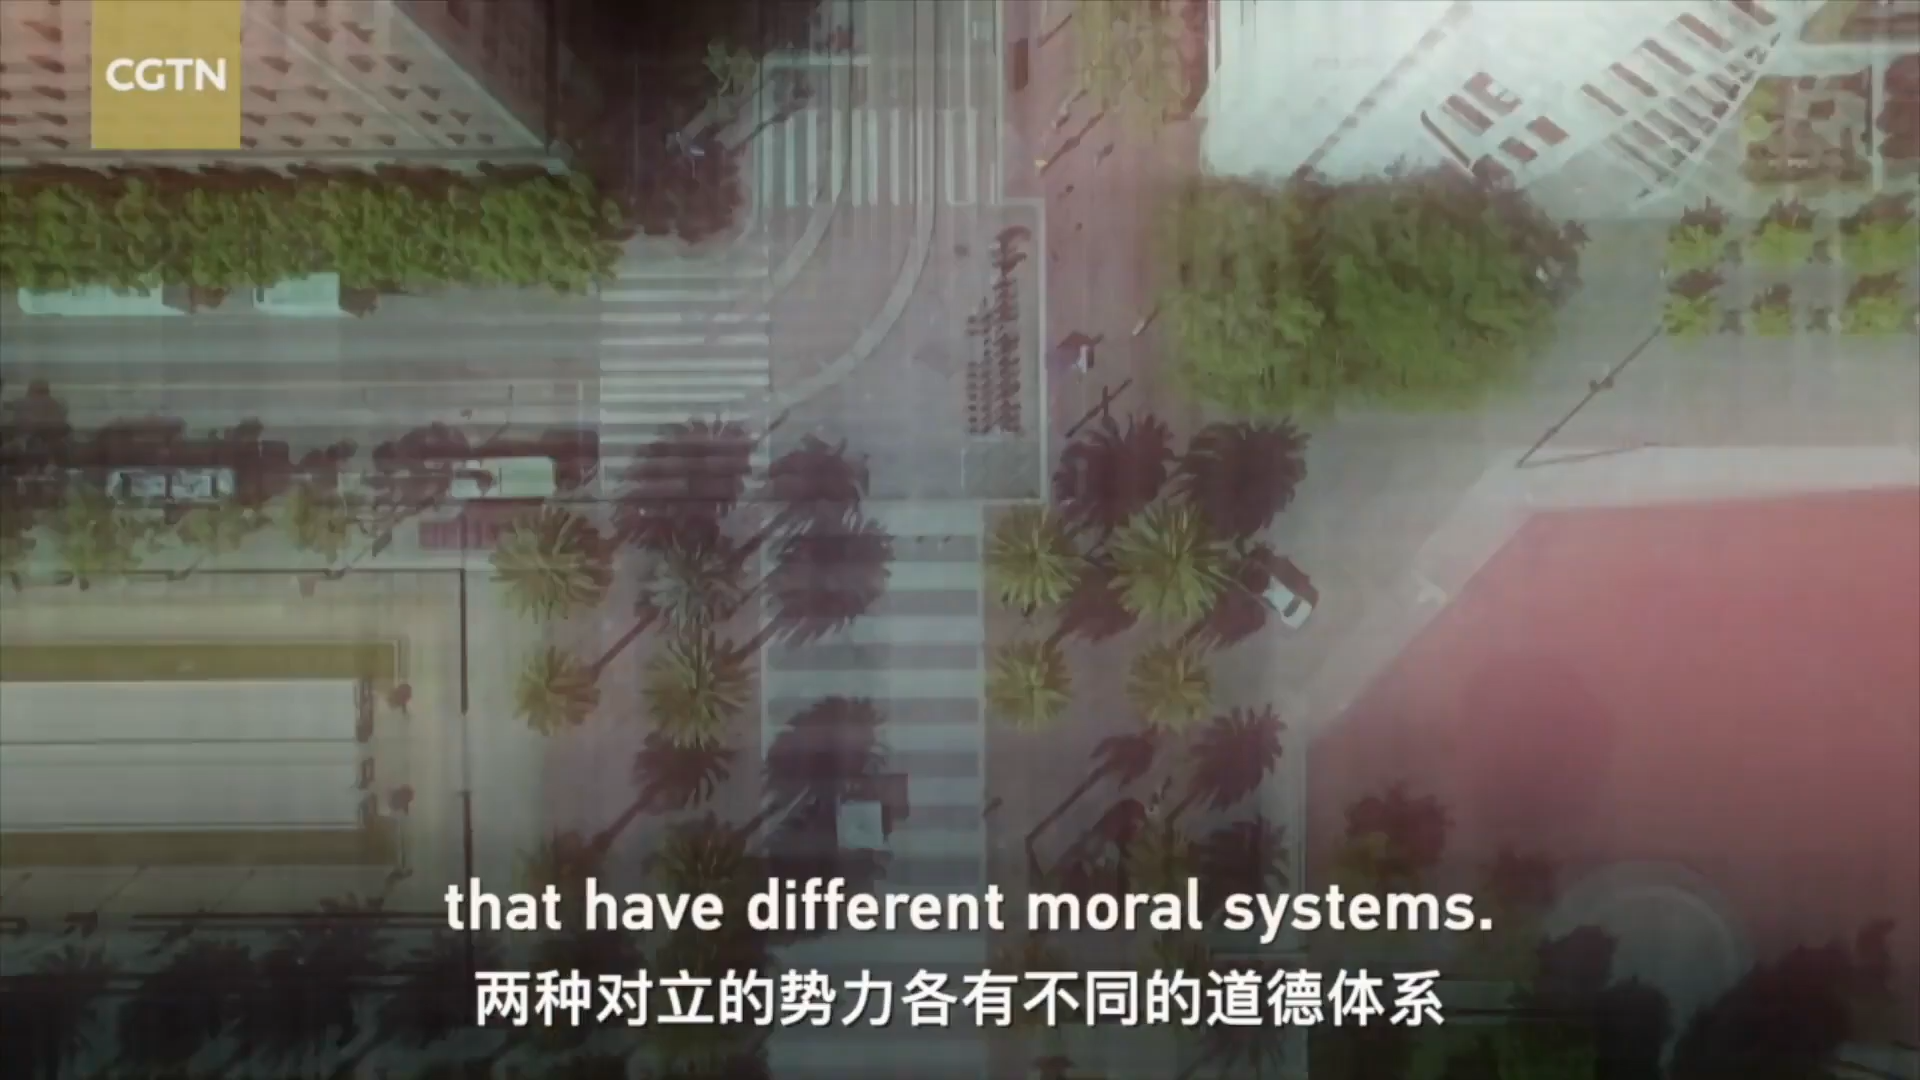 CGTN
that have different moral systems.
两种对立的势力各有不同的道德体系